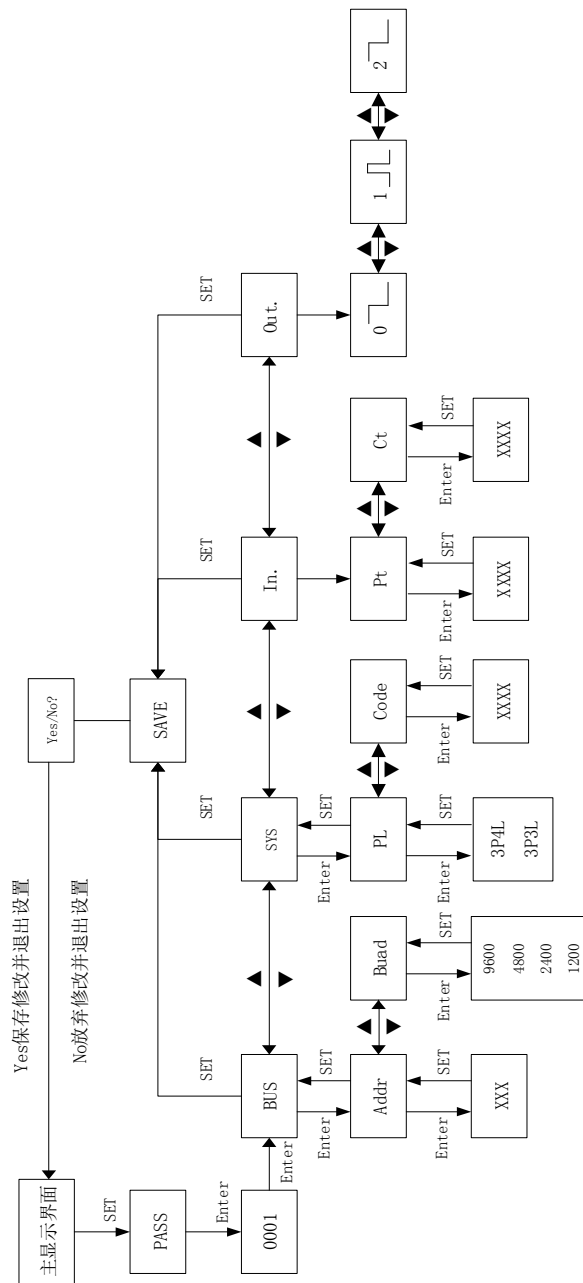 Yes保存修改并退出设置
No放弃修改并退出设置
主显示界面
Yes/No?
SET
PASS
SAVE
Enter
0001
Enter
SET
SET
SET
SET
BUS
SYS
In.
Out.
Enter
SET
Enter
SET
Addr
Buad
PL
Code
Pt
Ct
0
1
2
Enter
SET
Enter
SET
Enter
SET
Enter
SET
Enter
SET
Enter
SET
XXX
9600
4800
2400
1200
3P4L
3P3L
XXXX
XXXX
XXXX